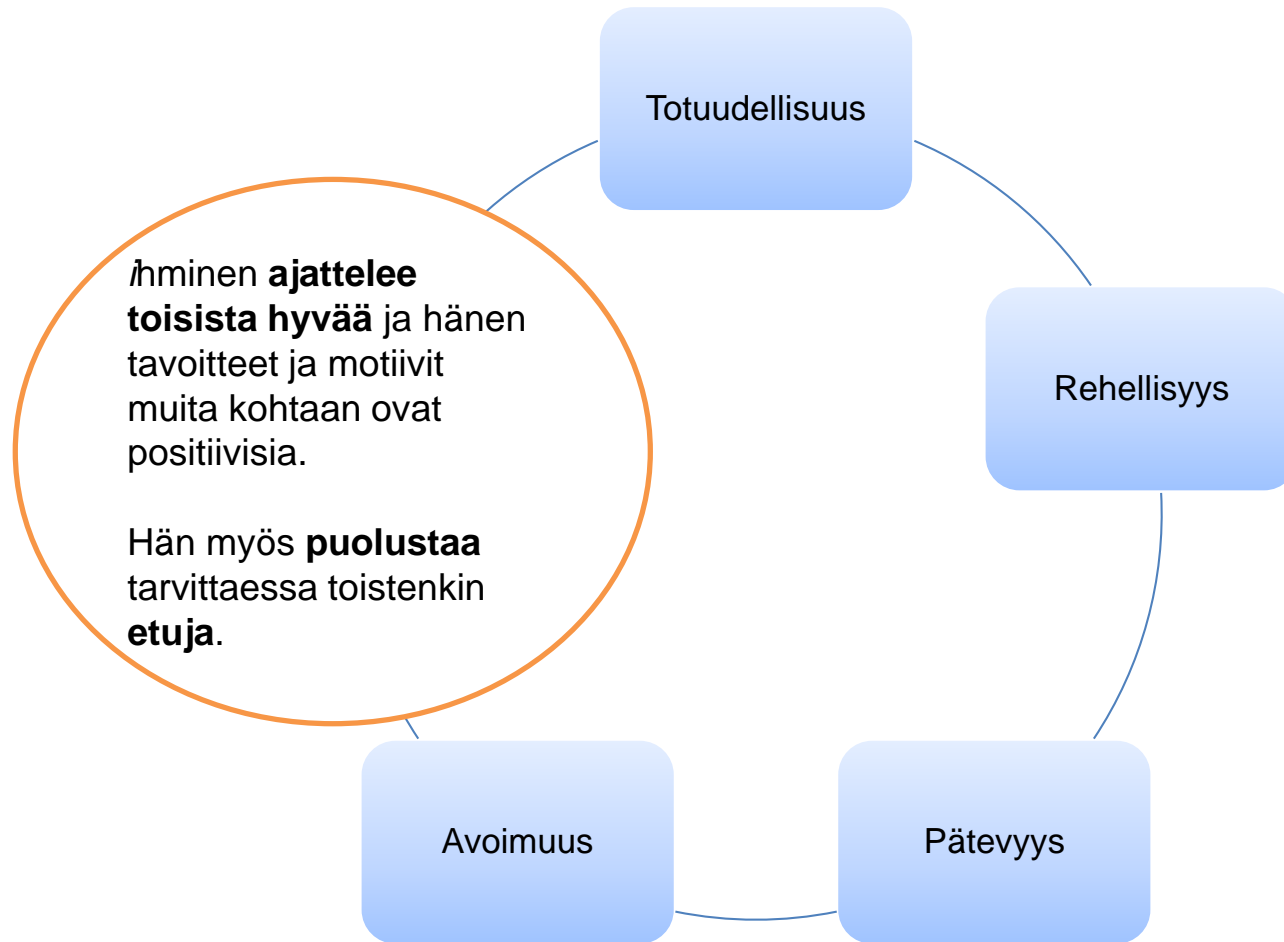 Totuudellisuus
ihminen ajattelee
toisista hyvää ja hänen
tavoitteet ja motiivit
muita kohtaan ovat
positiivisia.
Hän myös puolustaa
tarvittaessa toistenkin
etuja.
Rehellisyys
Avoimuus
Pätevyys